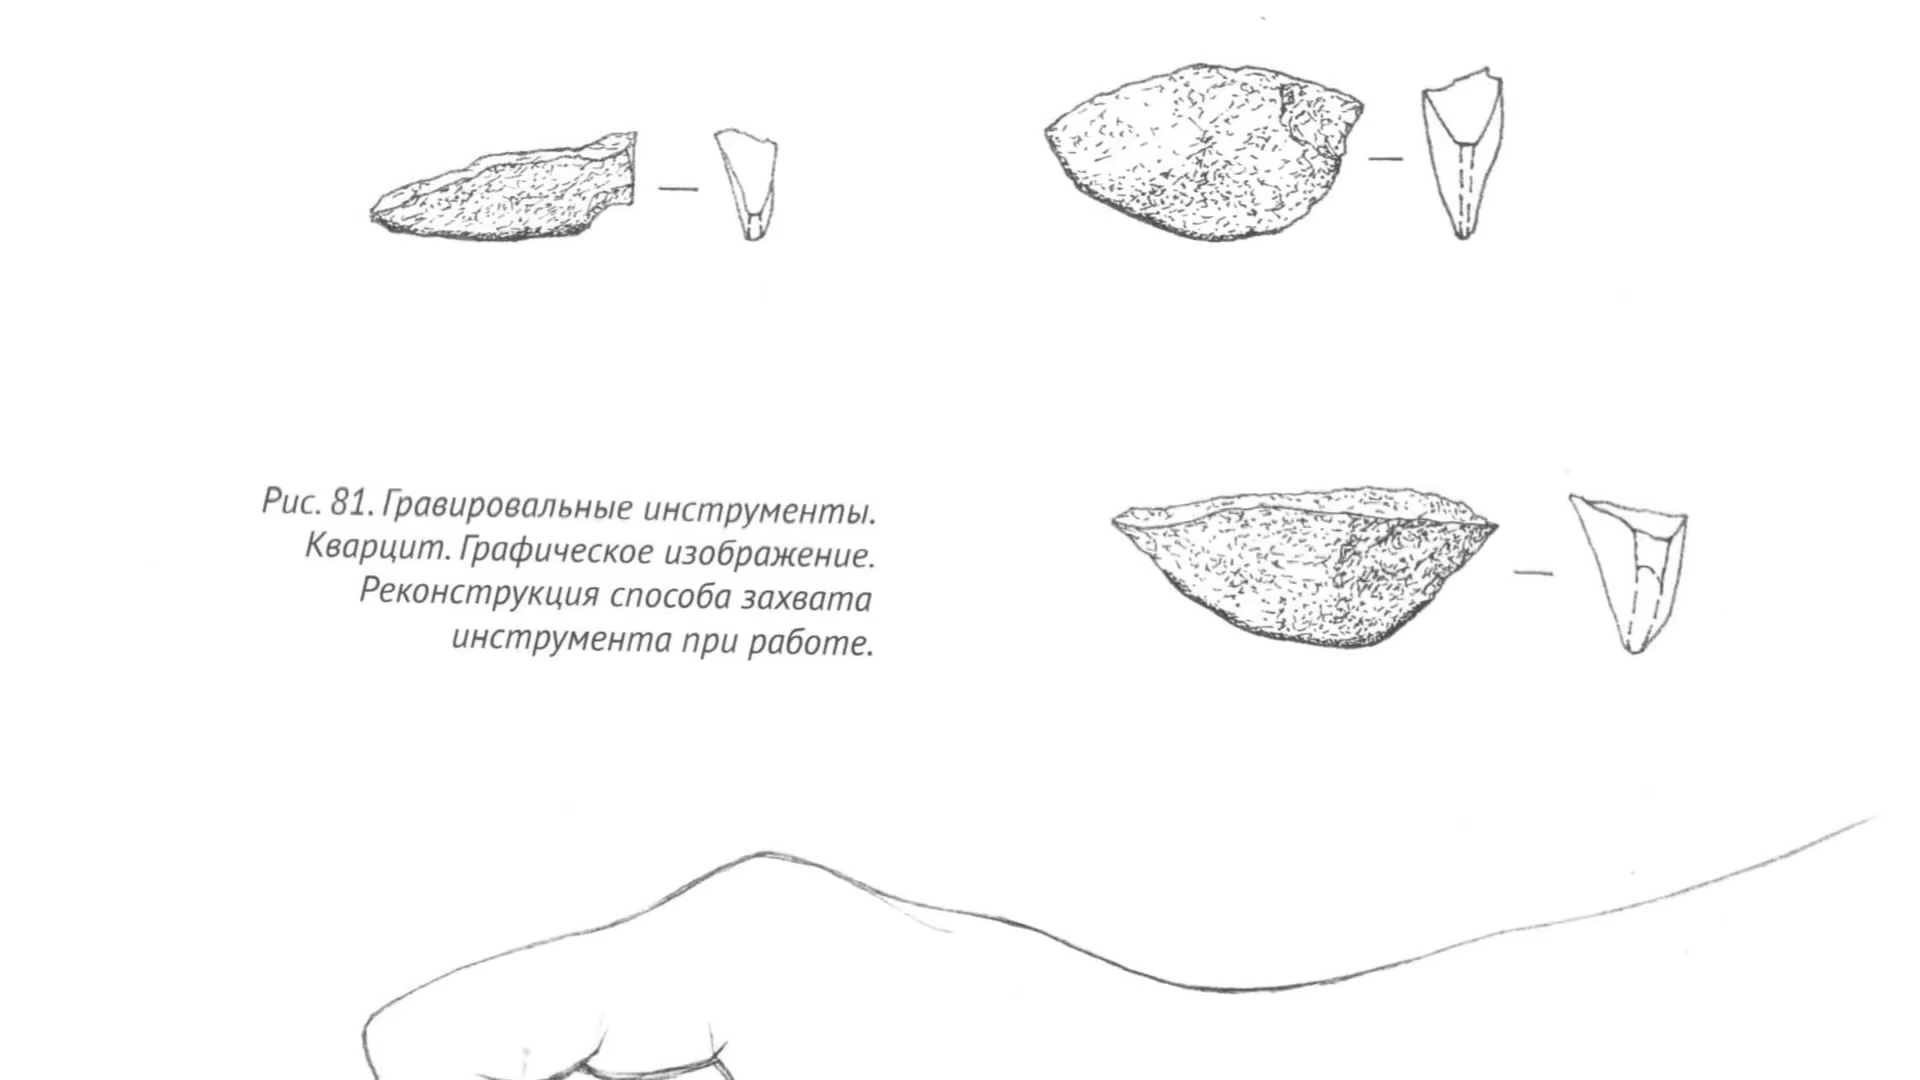 Рис. 81. Гравировальные инструменты.
Кварцит. Графическое изображение.
Реконструкция способа захвата
инструмента при работе.